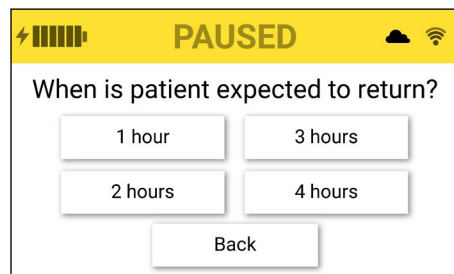 PAUSED
When is patient expected to return?
1 hour 3 hours
2 hours 4 hours
Back